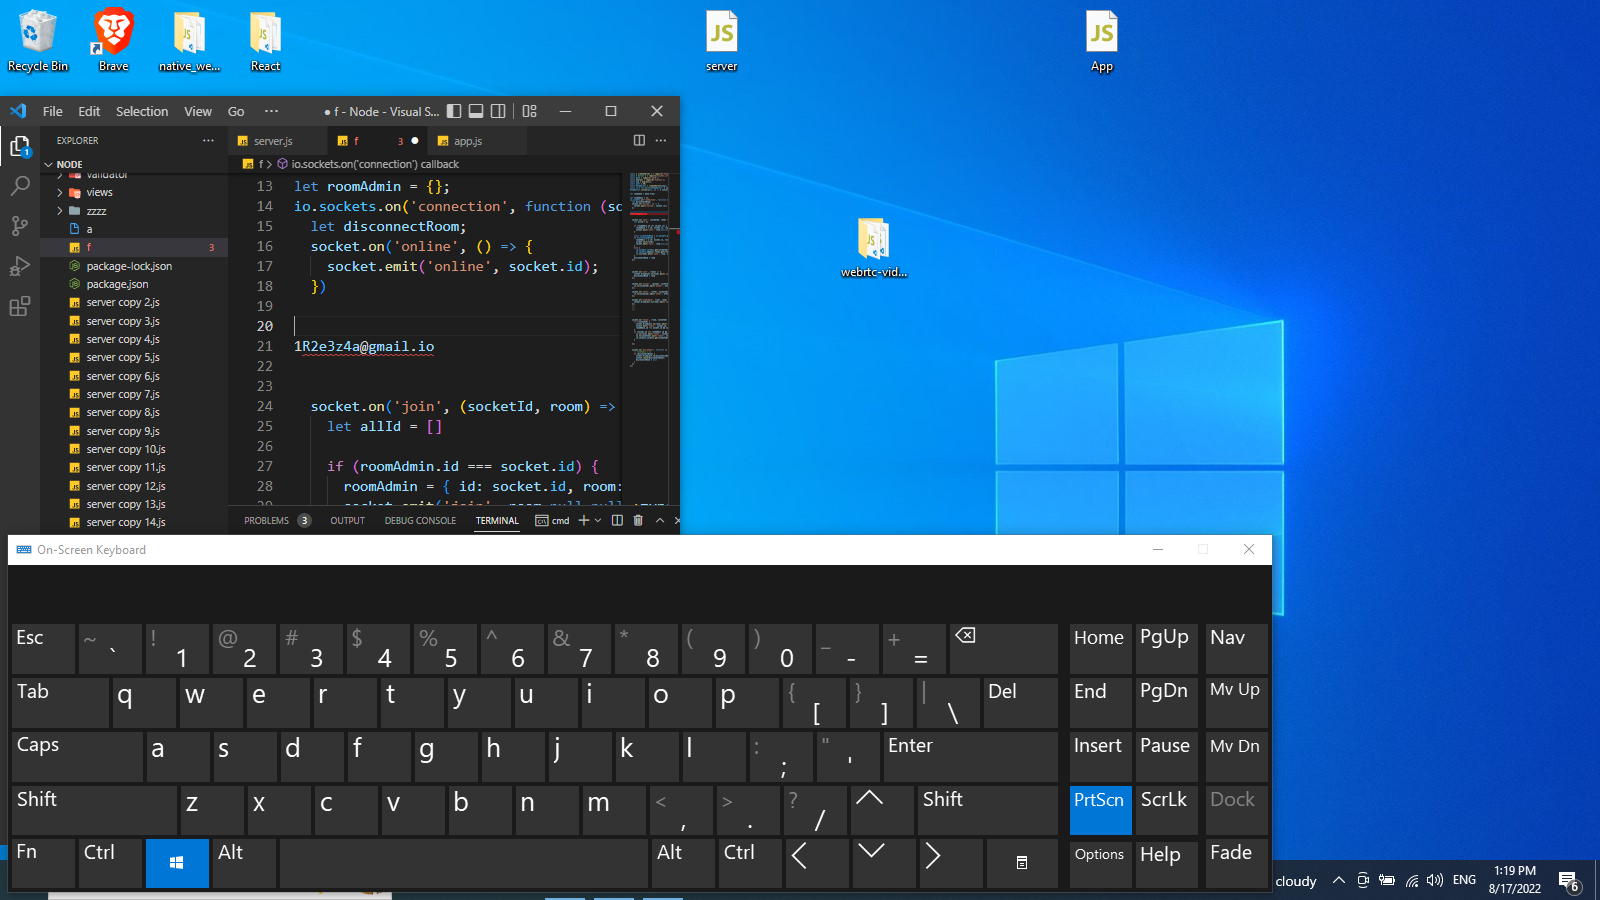 Recycle Bin
Brave
native_we...
React
server
App
webrtc-vid...
File Edit Selection View Go ···
● f - Node - Visual S...
EXPLORER
NODE
validator
views
zzzz
a
f 3
package-lock.json
package.json
server copy 2.js
server copy 3.js
server copy 4.js
server copy 5.js
server copy 6.js
server copy 7.js
server copy 8.js
server copy 9.js
server copy 10.js
server copy 11.js
server copy 12.js
server copy 13.js
server copy 14.js
server.js f 3 app.js
f > io.sockets.on('connection') callback
13 let roomAdmin = {};
14 io.sockets.on('connection', function (so
15 let disconnectRoom;
16 socket.on('online', () => {
17 socket.emit('online', socket.id);
18 })
19
20
21 1R2e3z4a@gmail.io
22
23
24 socket.on('join', (socketId, room) =>
25 let allId = []
26
27 if (roomAdmin.id === socket.id) {
28 roomAdmin = { id: socket.id, room:
PROBLEMS 3 OUTPUT DEBUG CONSOLE TERMINAL cmd
On-Screen Keyboard
Esc ~ ` ! 1 @ 2 # 3 $ 4 % 5 ^ 6 & 7 * 8 ( 9 ) 0 _ - + = Home PgUp Nav
Tab q w e r t y u i o p { [ } ] | \ Del End PgDn Mv Up
Caps a s d f g h j k l : ; " ' Enter Insert Pause Mv Dn
Shift z x c v b n m < , > . ? / Shift PrtScn ScrLk Dock
Fn Ctrl Alt Alt Ctrl Options Help Fade
cloudy ENG 1:19 PM
8/17/2022 6